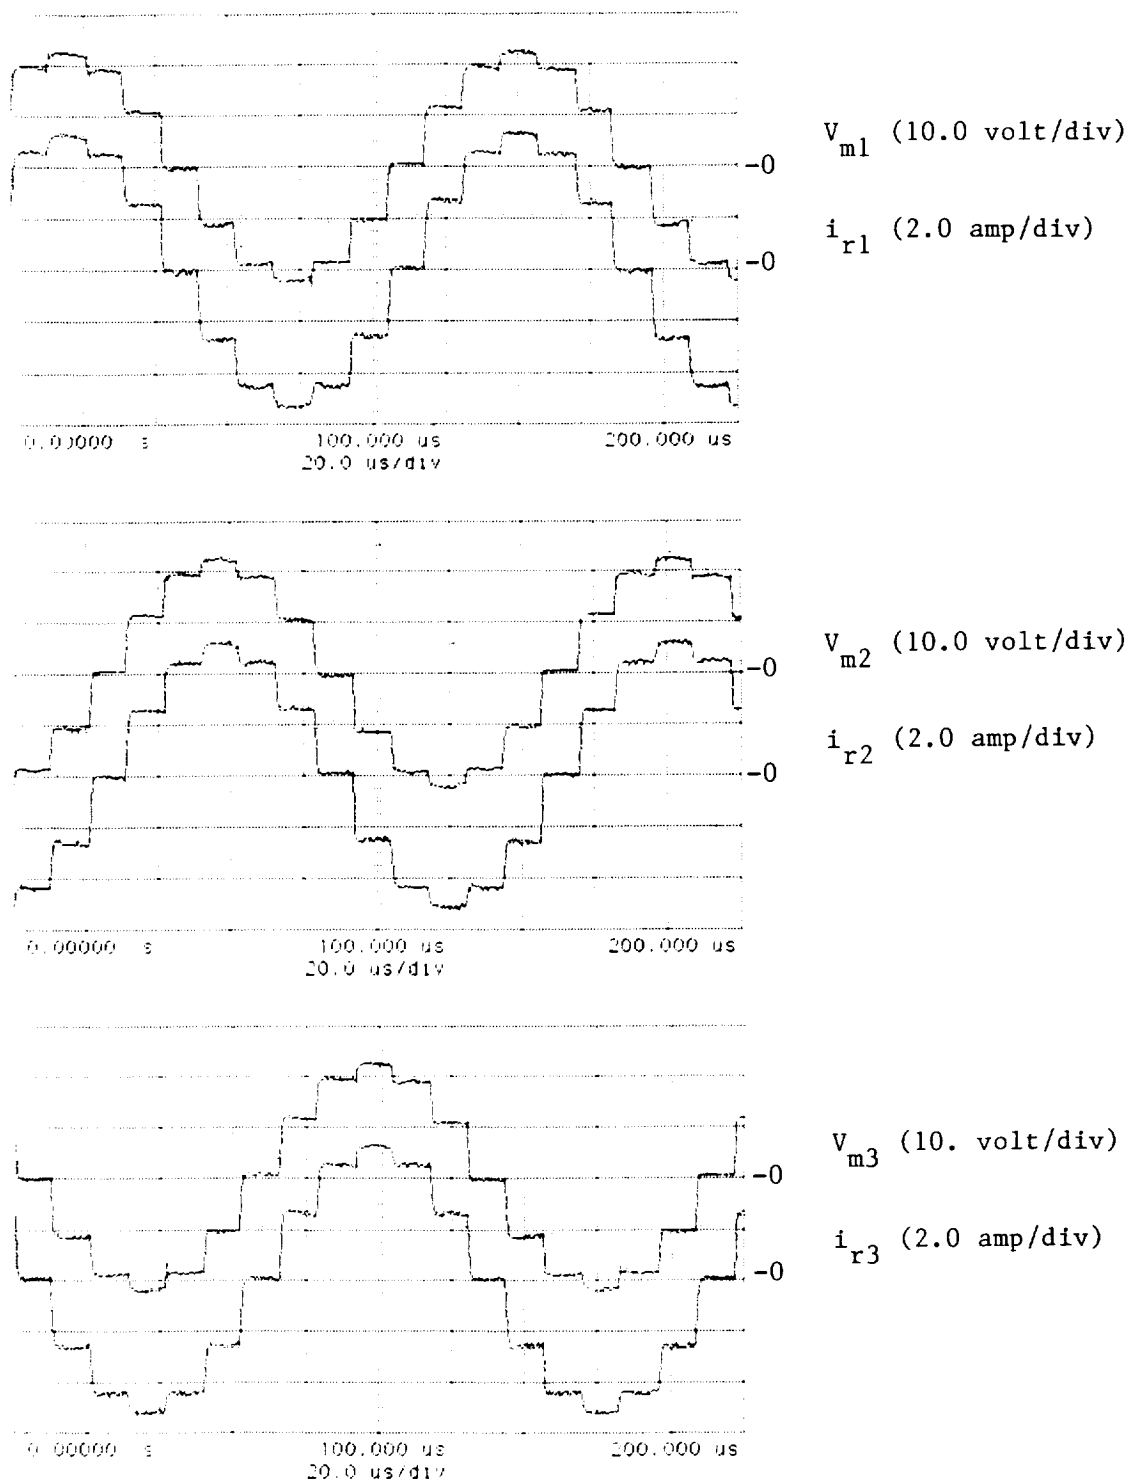 V_m1 (10.0 volt/div)
-0
i_r1 (2.0 amp/div)
-0
0.00000 s 100.000 us 200.000 us
20.0 us/div
V_m2 (10.0 volt/div)
-0
i_r2 (2.0 amp/div)
-0
0.00000 s 100.000 us 200.000 us
20.0 us/div
V_m3 (10. volt/div)
-0
i_r3 (2.0 amp/div)
-0
0.00000 s 100.000 us 200.000 us
20.0 us/div